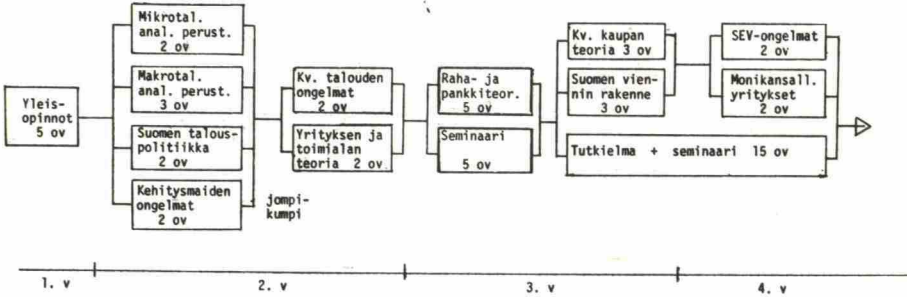 Yleis-
opinnot
5 ov
Mikrotal.
anal. perust.
2 ov
Makrotal.
anal. perust.
3 ov
Suomen talous-
politiikka
2 ov
Kehitysmaiden
ongelmat
2 ov
jompi-
kumpi
Kv. talouden
ongelmat
2 ov
Yrityksen ja
toimialan
teoria 2 ov
Raha- ja
pankkiteor.
5 ov
Seminaari
5 ov
Kv. kaupan
teoria 3 ov
Suomen vien-
nin rakenne
3 ov
Tutkielma + seminaari 15 ov
SEV-ongelmat
2 ov
Monikansall.
yritykset
2 ov
1. v
2. v
3. v
4. v